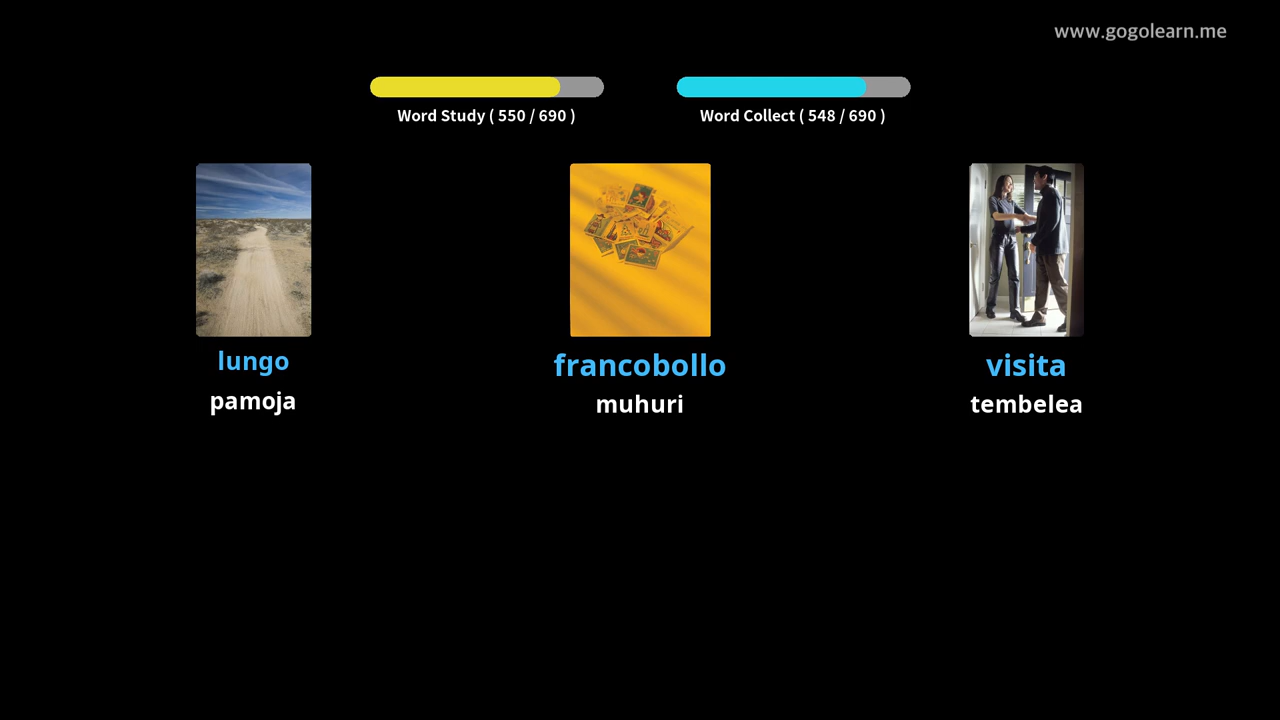 www.gogolearn.me
Word Study ( 550 / 690 )
Word Collect ( 548 / 690 )
lungo
pamoja
francobollo
muhuri
visita
tembelea